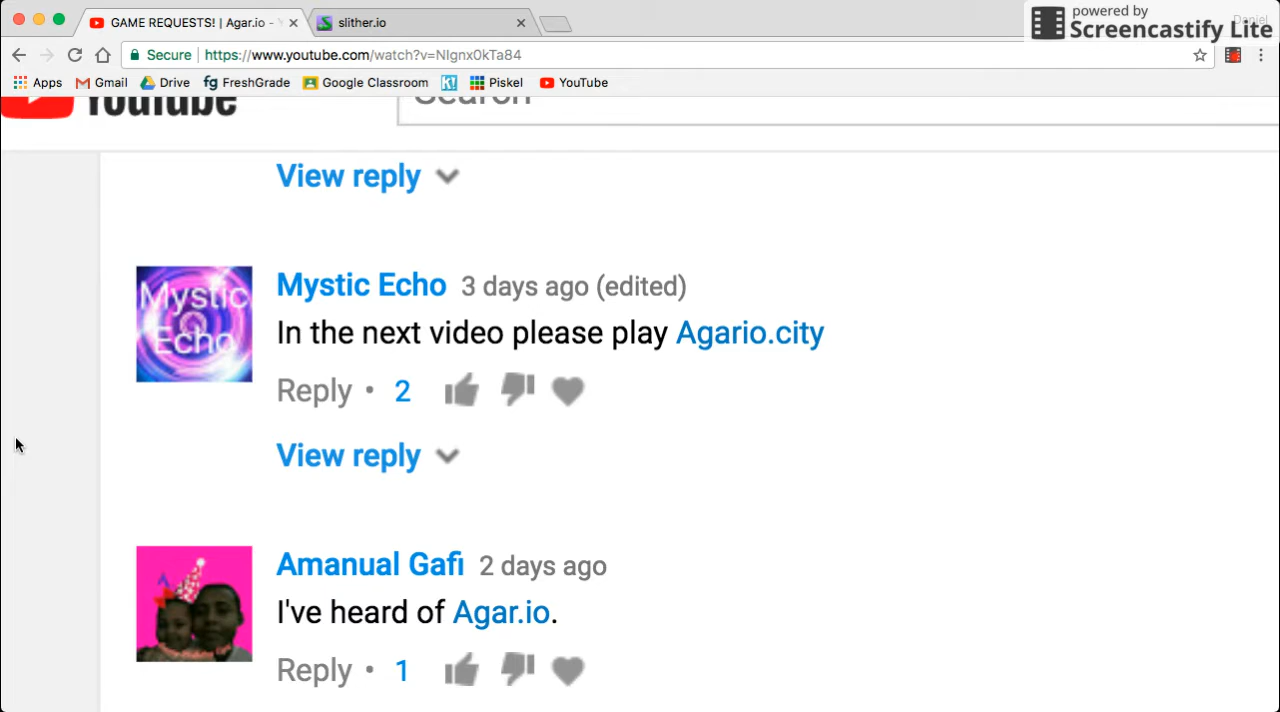 GAME REQUESTS! | Agar.io -
slither.io
powered by
Screencastify Lite
Secure | https://www.youtube.com/watch?v=NIgnx0kTa84
Apps Gmail Drive fg FreshGrade Google Classroom K! Piskel YouTube
YouTube Search
View reply
Mystic Echo 3 days ago (edited)
Mystic
Echo
In the next video please play Agario.city
Reply • 2
View reply
Amanual Gafi 2 days ago
I've heard of Agar.io.
Reply • 1